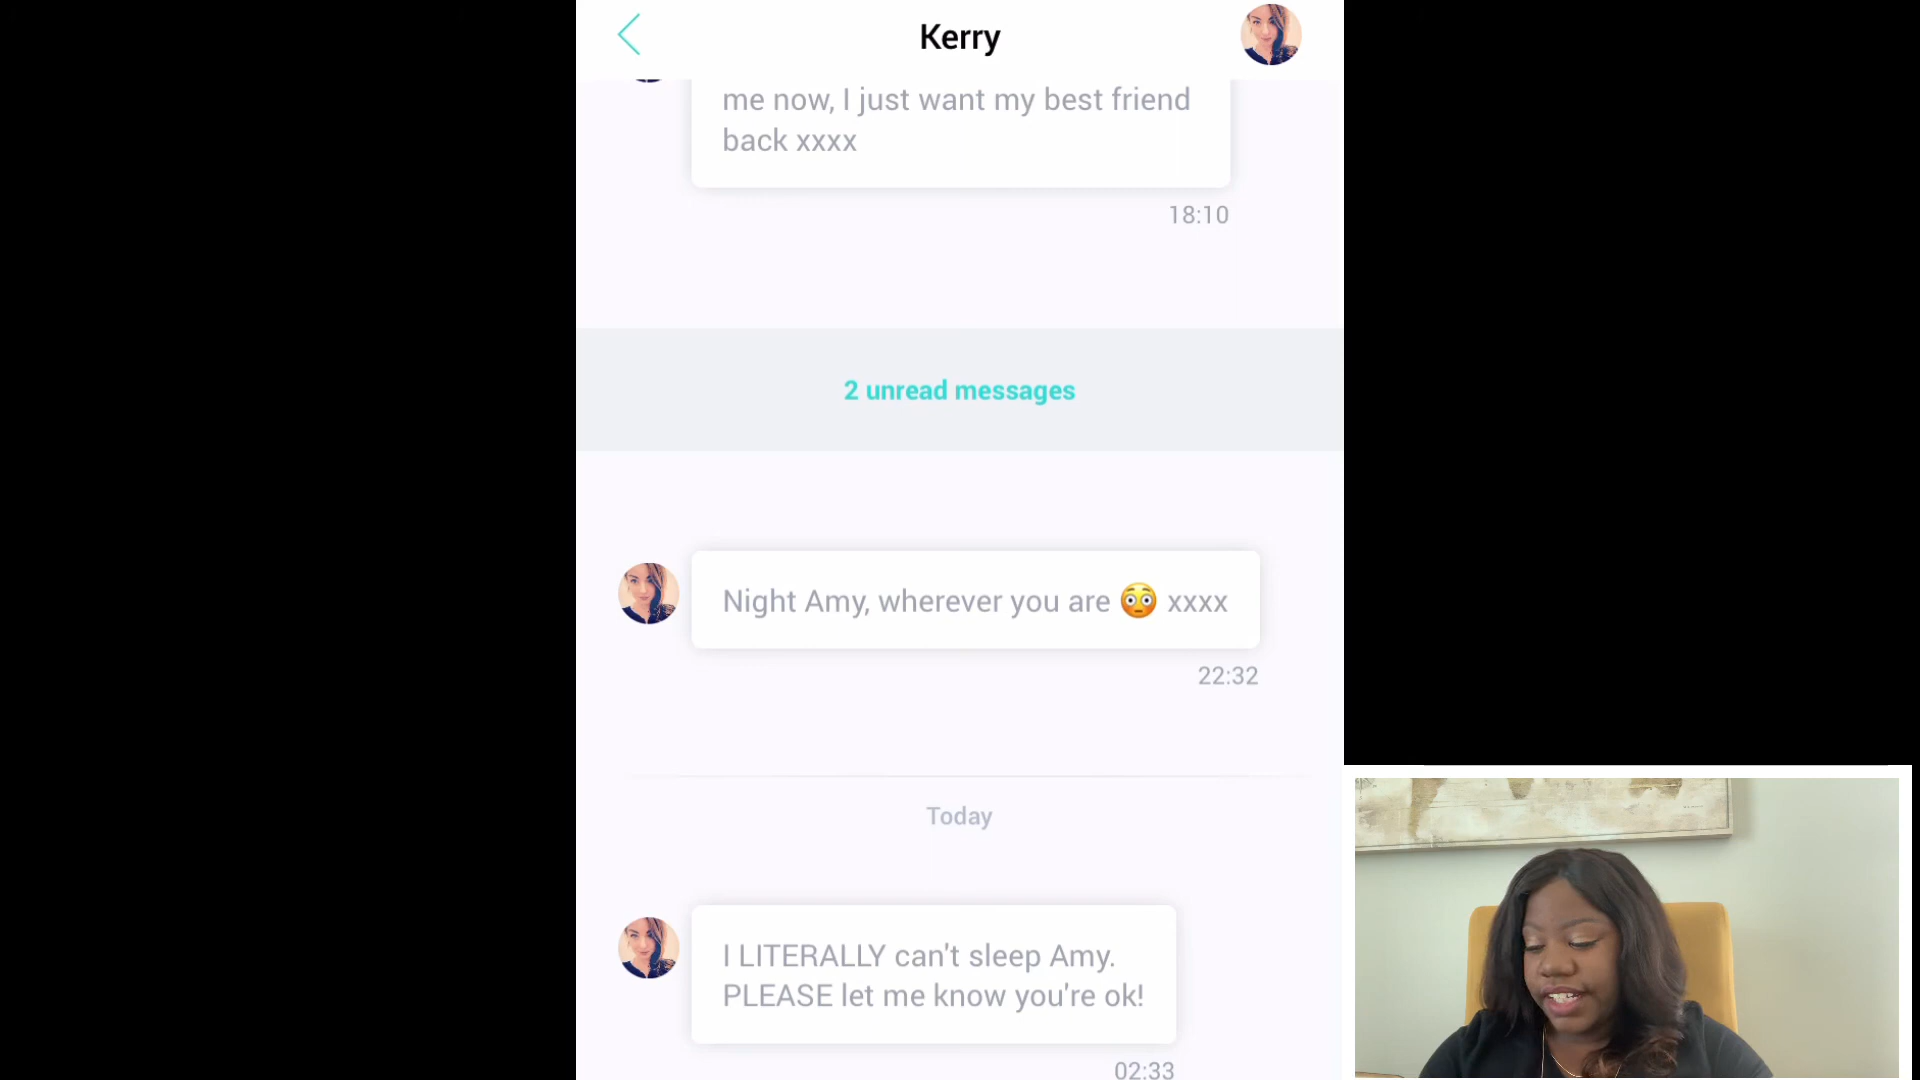 Kerry
me now, I just want my best friend
back xxxx
18:10
2 unread messages
Night Amy, wherever you are 😳 xxxx
22:32
Today
I LITERALLY can't sleep Amy.
PLEASE let me know you're ok!
02:33